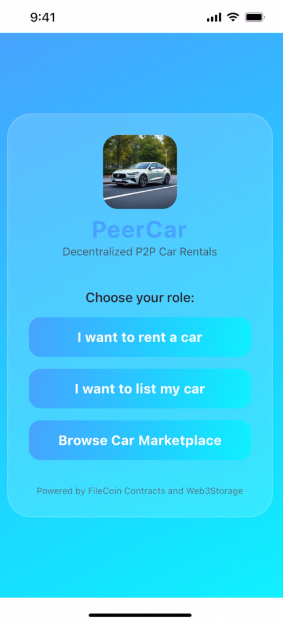 9:41
PeerCar
Decentralized P2P Car Rentals
Choose your role:
I want to rent a car
I want to list my car
Browse Car Marketplace
Powered by FileCoin Contracts and Web3Storage